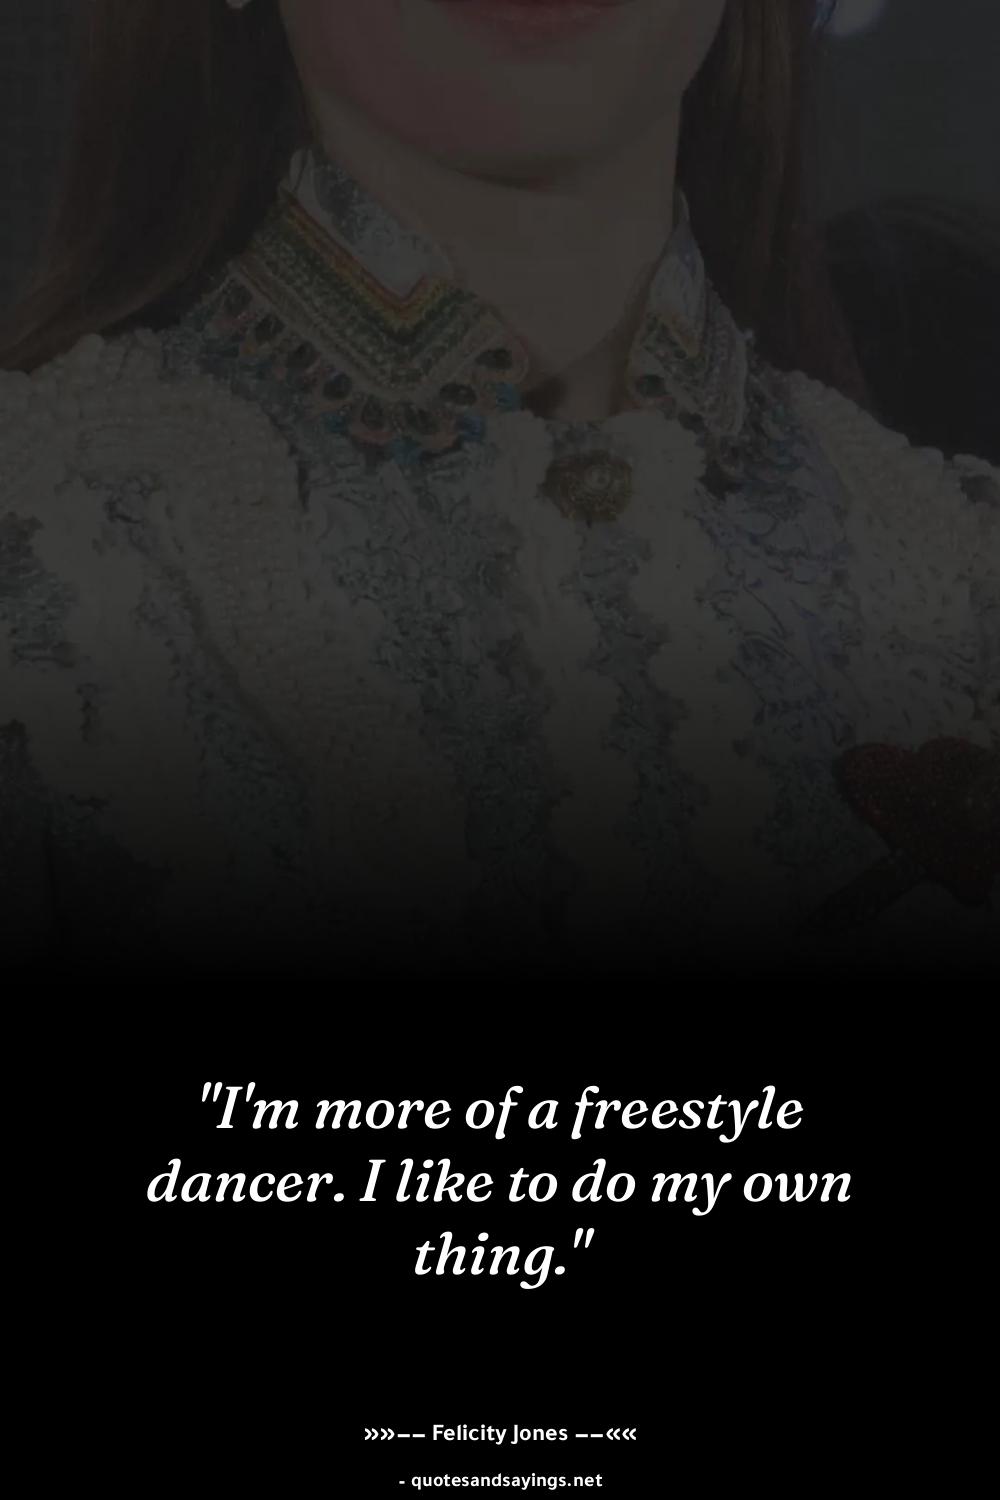 "I'm more of a freestyle
dancer. I like to do my own
thing."
»»–– Felicity Jones ––««
- quotesandsayings.net